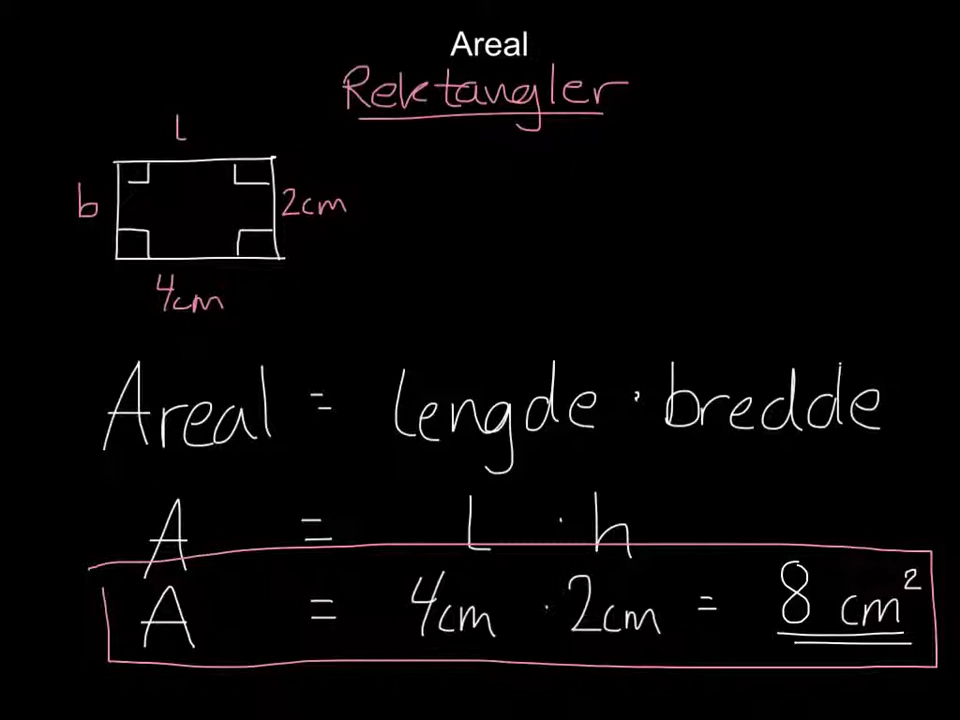 Areal
Rektangler
L
b
2cm
4cm
Areal = lengde · bredde
A = L · h
A = 4cm · 2cm = 8 cm²